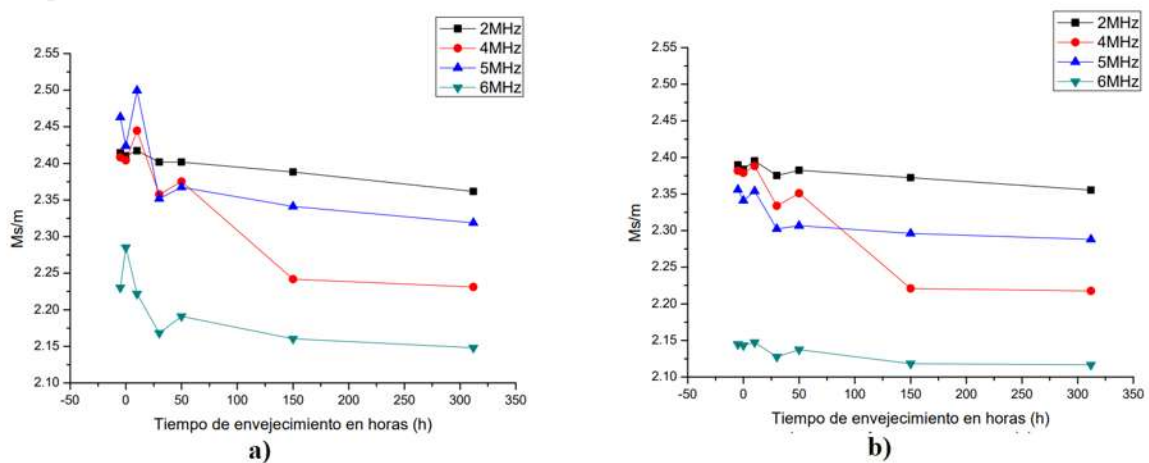 2MHz
4MHz
5MHz
6MHz
2.55
2.50
2.45
2.40
2.35
2.30
2.25
2.20
2.15
2.10
Ms/m
-50 0 50 100 150 200 250 300 350
Tiempo de envejecimiento en horas (h)
a)
2MHz
4MHz
5MHz
6MHz
2.55
2.50
2.45
2.40
2.35
2.30
2.25
2.20
2.15
2.10
Ms/m
-50 0 50 100 150 200 250 300 350
Tiempo de envejecimiento en horas (h)
b)